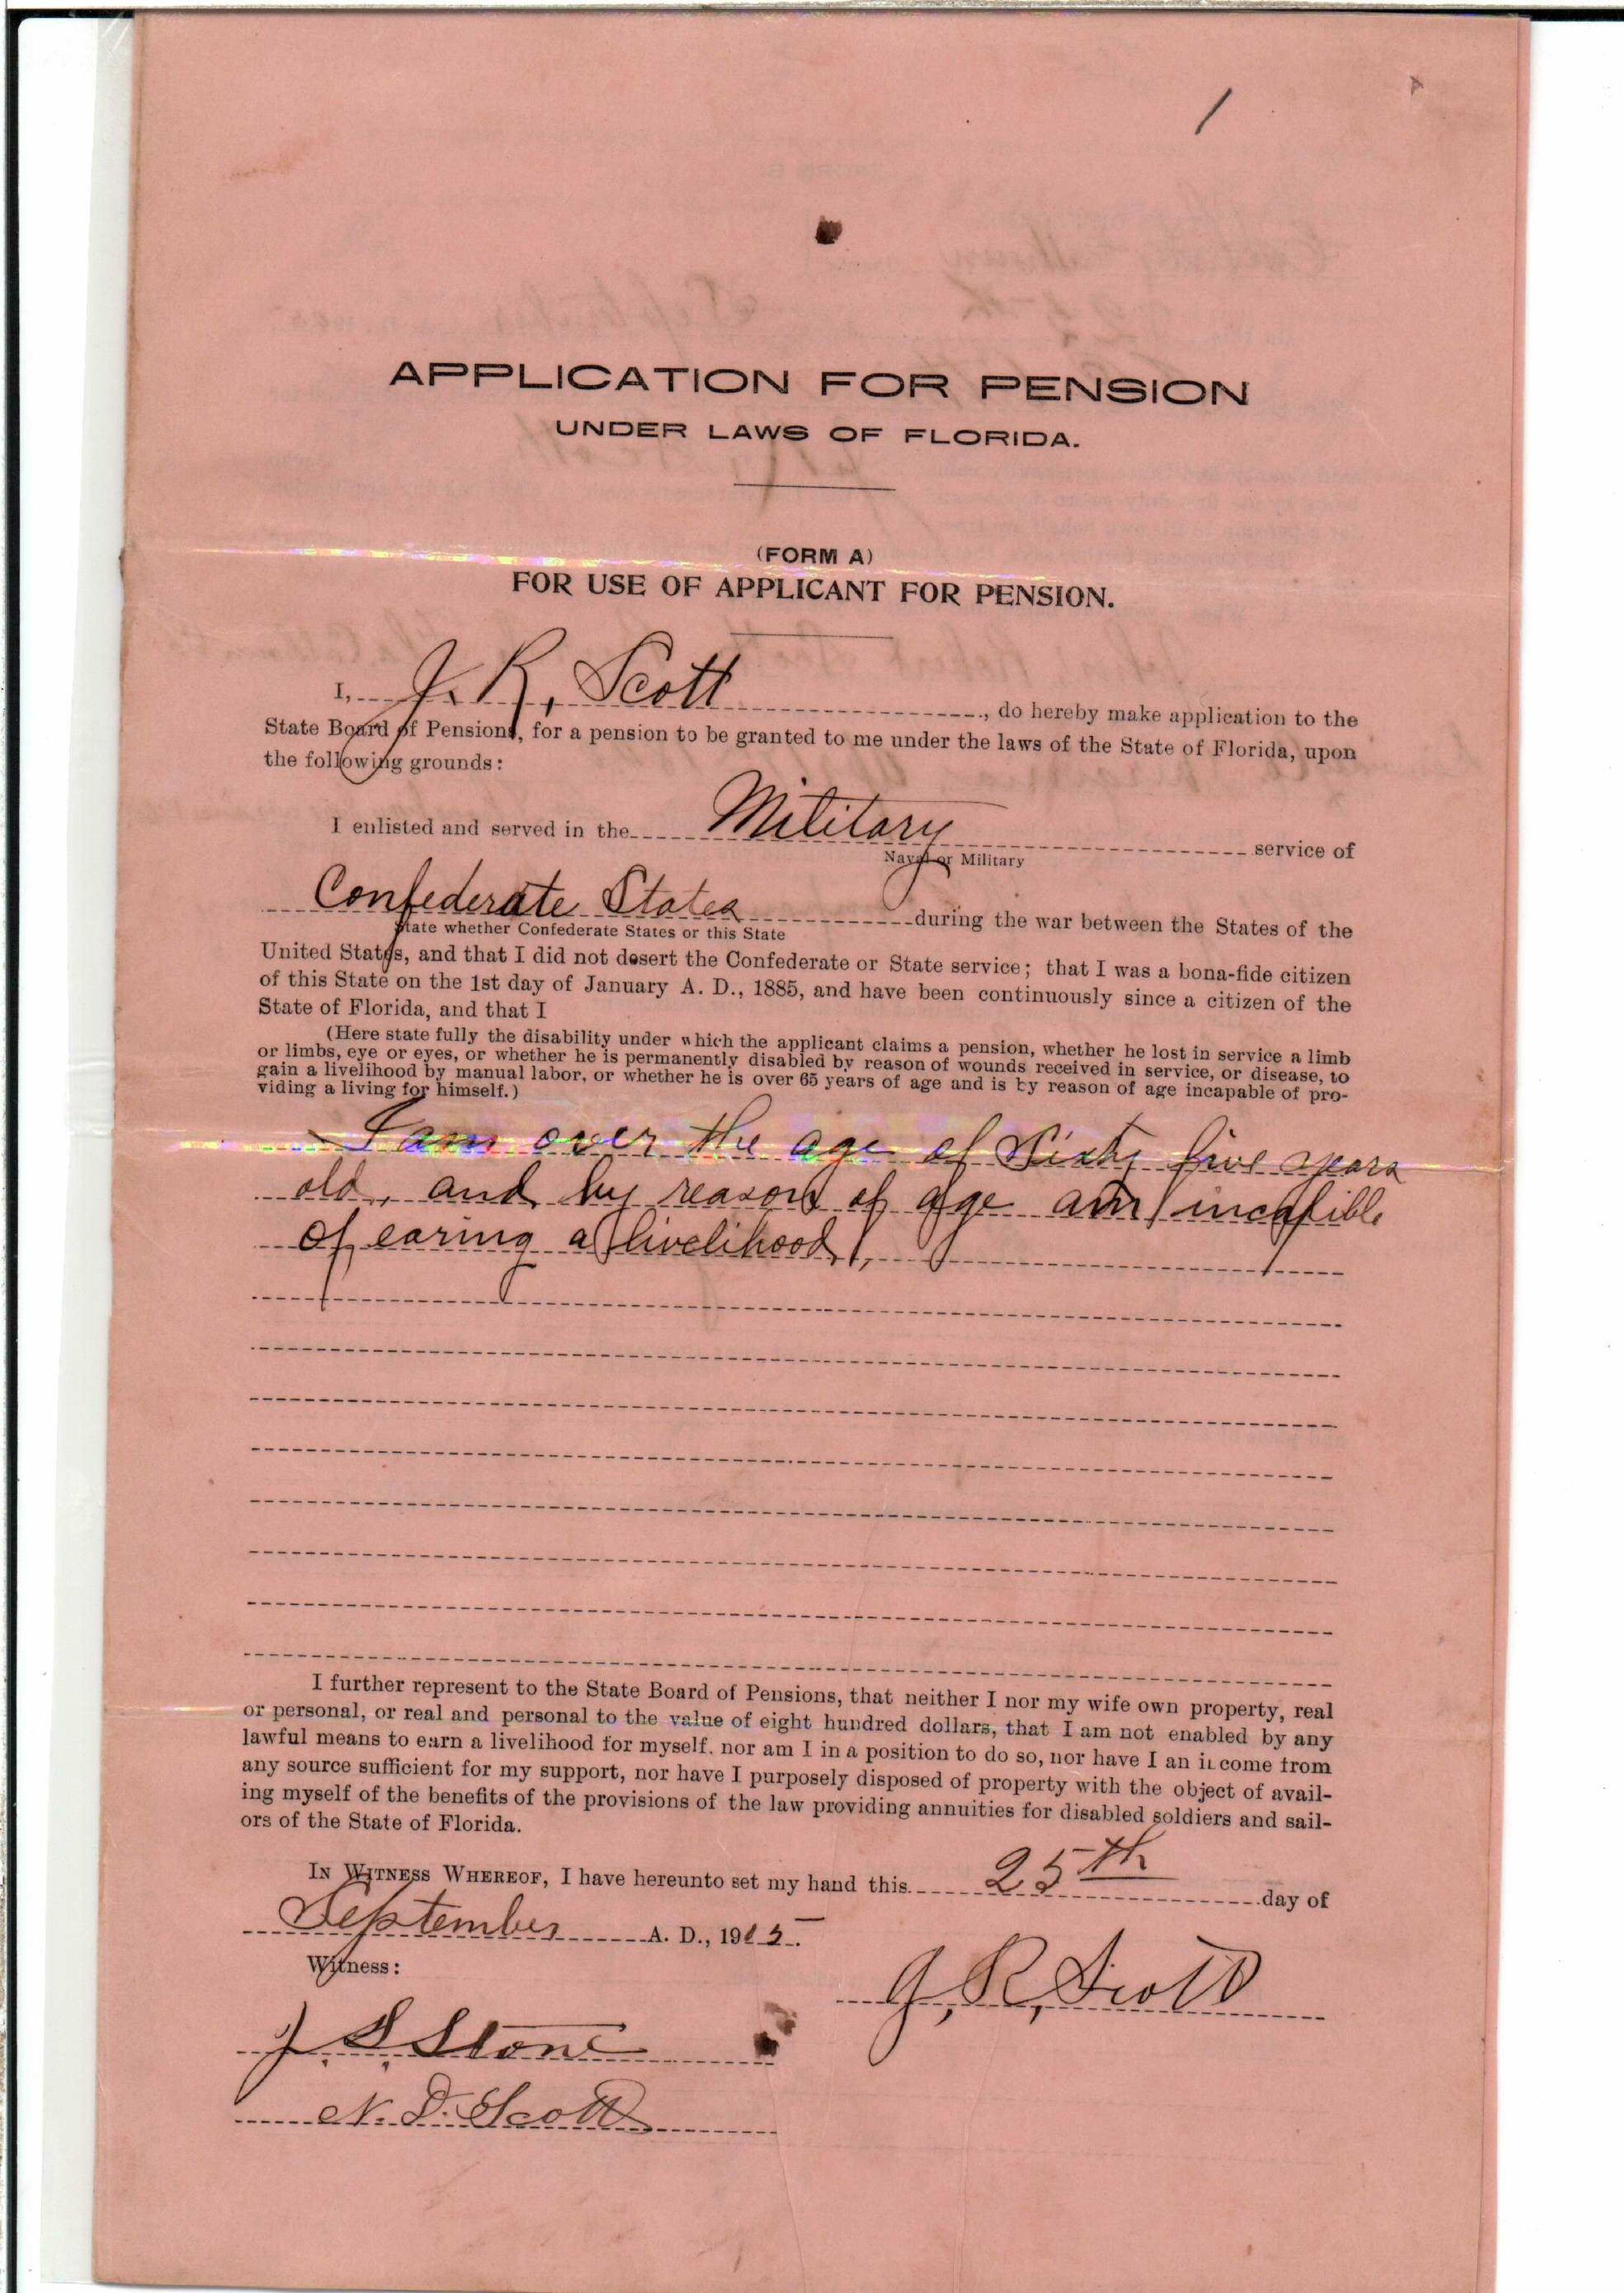 1
APPLICATION FOR PENSION
UNDER LAWS OF FLORIDA.
(FORM A)
FOR USE OF APPLICANT FOR PENSION.
I, J. R, Scott, do hereby make application to the
State Board of Pensions, for a pension to be granted to me under the laws of the State of Florida, upon
the following grounds:
I enlisted and served in the Military service of
Naval or Military
Confederate States during the war between the States of the
State whether Confederate States or this State
United States, and that I did not desert the Confederate or State service; that I was a bona-fide citizen
of this State on the 1st day of January A. D., 1885, and have been continuously since a citizen of the
State of Florida, and that I
(Here state fully the disability under which the applicant claims a pension, whether he lost in service a limb
or limbs, eye or eyes, or whether he is permanently disabled by reason of wounds received in service, or disease, to
gain a livelihood by manual labor, or whether he is over 65 years of age and is by reason of age incapable of pro-
viding a living for himself.)
I am over the age of Sixty five years
old, and by reason of age am incapible
of earing a livelihood,
I further represent to the State Board of Pensions, that neither I nor my wife own property, real
or personal, or real and personal to the value of eight hundred dollars, that I am not enabled by any
lawful means to earn a livelihood for myself, nor am I in a position to do so, nor have I an income from
any source sufficient for my support, nor have I purposely disposed of property with the object of avail-
ing myself of the benefits of the provisions of the law providing annuities for disabled soldiers and sail-
ors of the State of Florida.
IN WITNESS WHEREOF, I have hereunto set my hand this 25th day of
September A. D., 19
Witness:
J. R, Scott
J. S. Stone
N. D. Scott